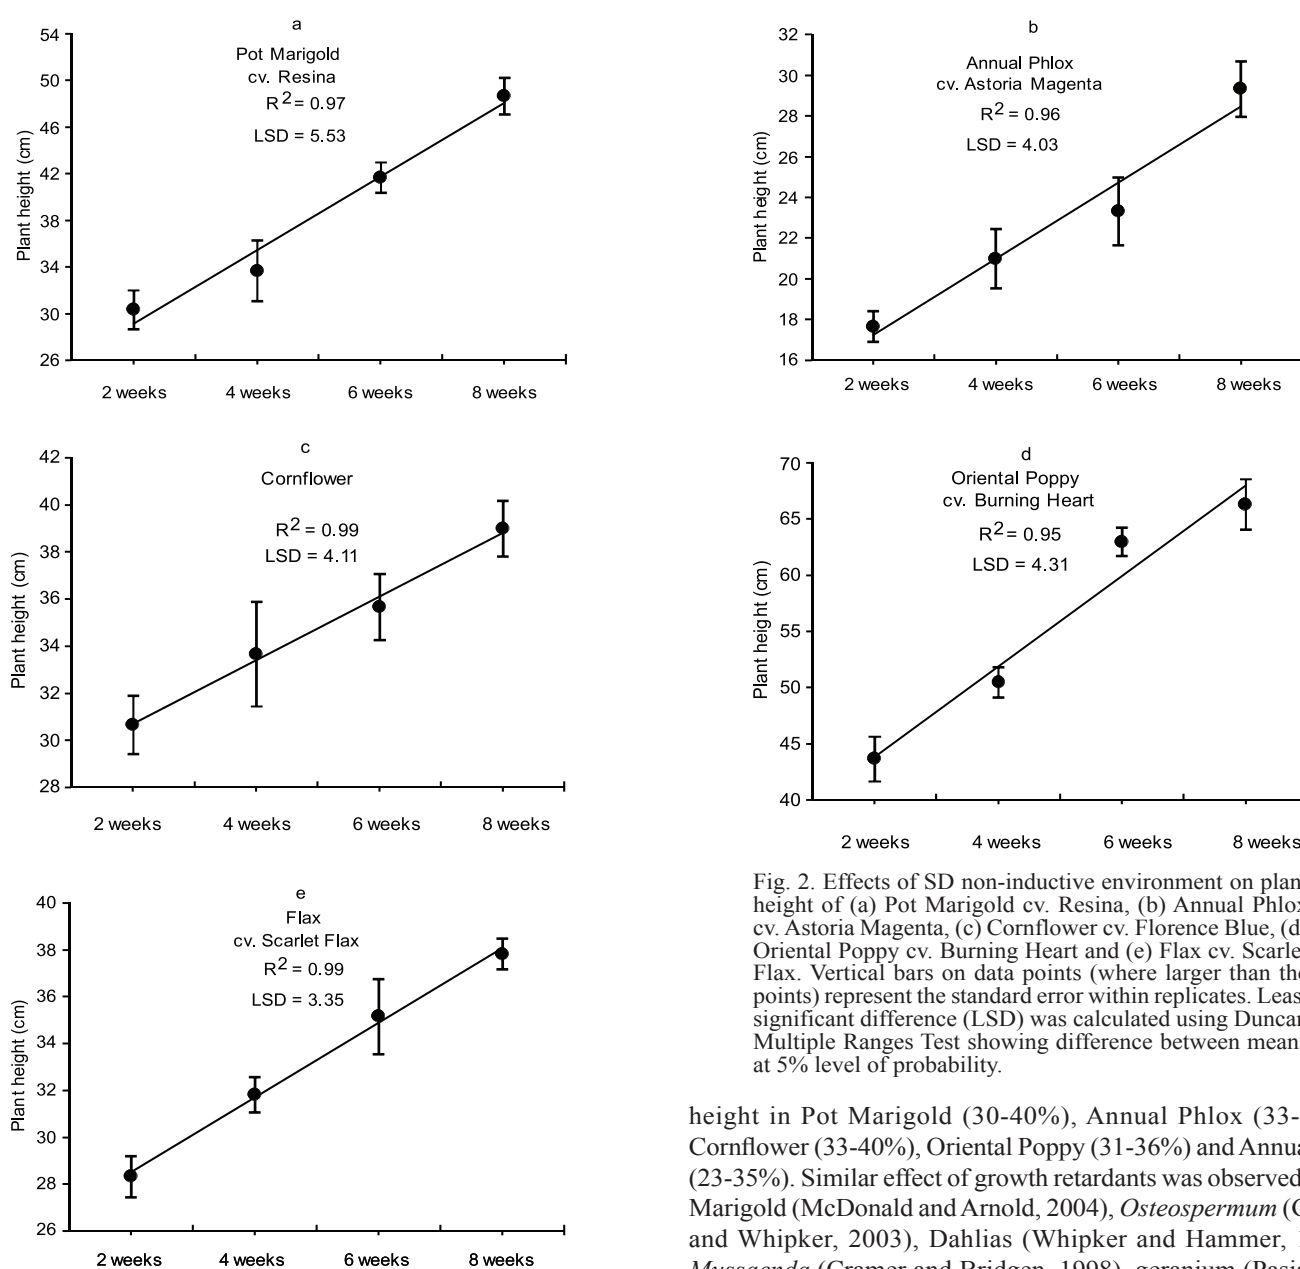 a
Pot Marigold
cv. Resina
R2 = 0.97
LSD = 5.53
Plant height (cm)
54
50
46
42
38
34
30
26
2 weeks 4 weeks 6 weeks 8 weeks
b
Annual Phlox
cv. Astoria Magenta
R2 = 0.96
LSD = 4.03
Plant height (cm)
32
30
28
26
24
22
20
18
16
2 weeks 4 weeks 6 weeks 8 weeks
c
Cornflower
R2 = 0.99
LSD = 4.11
Plant height (cm)
42
40
38
36
34
32
30
28
2 weeks 4 weeks 6 weeks 8 weeks
d
Oriental Poppy
cv. Burning Heart
R2 = 0.95
LSD = 4.31
Plant height (cm)
70
65
60
55
50
45
40
2 weeks 4 weeks 6 weeks 8 weeks
e
Flax
cv. Scarlet Flax
R2 = 0.99
LSD = 3.35
Plant height (cm)
40
38
36
34
32
30
28
26
2 weeks 4 weeks 6 weeks 8 weeks
Fig. 2. Effects of SD non-inductive environment on plan
height of (a) Pot Marigold cv. Resina, (b) Annual Phlox
cv. Astoria Magenta, (c) Cornflower cv. Florence Blue, (d
Oriental Poppy cv. Burning Heart and (e) Flax cv. Scarle
Flax. Vertical bars on data points (where larger than the
points) represent the standard error within replicates. Leas
significant difference (LSD) was calculated using Duncan
Multiple Ranges Test showing difference between mean
at 5% level of probability.
height in Pot Marigold (30-40%), Annual Phlox (33-
Cornflower (33-40%), Oriental Poppy (31-36%) and Annua
(23-35%). Similar effect of growth retardants was observed
Marigold (McDonald and Arnold, 2004), Osteospermum (
and Whipker, 2003), Dahlias (Whipker and Hammer,
Mussaenda (Cramer and Bridgen, 1998), geranium (Pasi